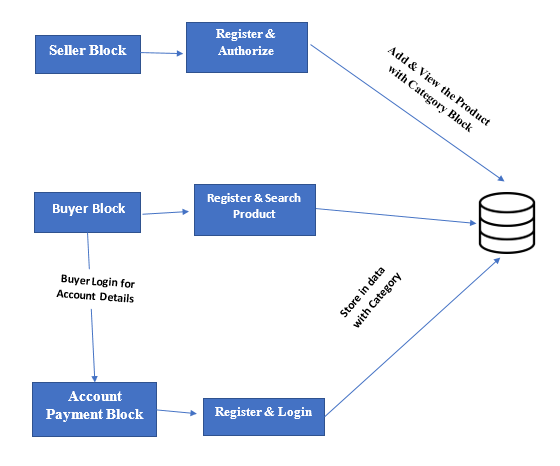 Seller Block
Register &
Authorize
Add & View the Product
with Category Block
Buyer Block
Register & Search
Product
Buyer Login for
Account Details
Store in data
with Category
Account
Payment Block
Register & Login